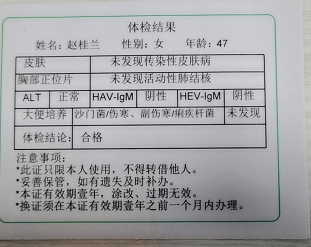 体检结果
姓名：赵桂兰 性别：女 年龄：47
皮肤 未发现传染性皮肤病
胸部正位片 未发现活动性肺结核
ALT 正常 HAV-IgM 阴性 HEV-IgM 阴性
大便培养 沙门菌/伤寒、副伤寒/痢疾杆菌 未发现
体检结论： 合格
注意事项：
*此证只限本人使用，不得转借他人。
*妥善保管，如有遗失及时补办。
*本证有效期壹年，涂改、过期无效。
*换证须在本证有效期壹年之前一个月内办理。